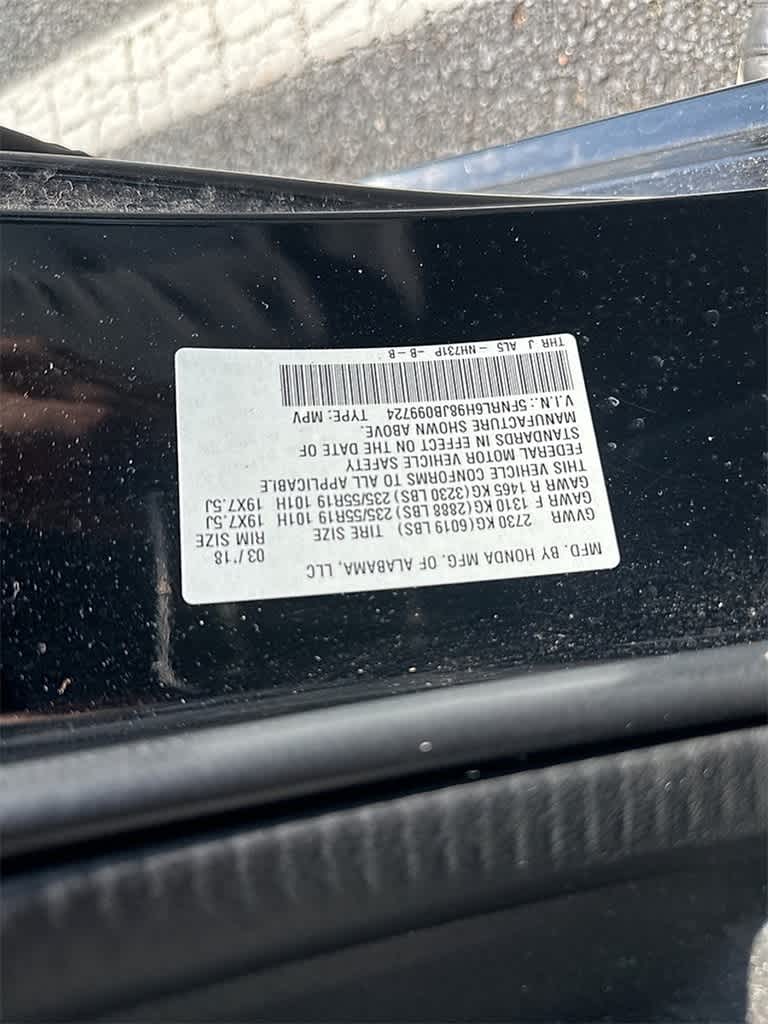 MFD. BY HONDA MFG. OF ALABAMA, LLC 03/'18
GVWR 2730 KG(6019 LBS) TIRE SIZE RIM SIZE
GAWR F 1310 KG(2888 LBS) 235/55R19 101H 19X7.5J
GAWR R 1465 KG(3230 LBS) 235/55R19 101H 19X7.5J
THIS VEHICLE CONFORMS TO ALL APPLICABLE
FEDERAL MOTOR VEHICLE SAFETY
STANDARDS IN EFFECT ON THE DATE OF
MANUFACTURE SHOWN ABOVE.
V.I.N.: 5FNRL6H98JB099724 TYPE: MPV
THR J AL5 - NH731P -B-B